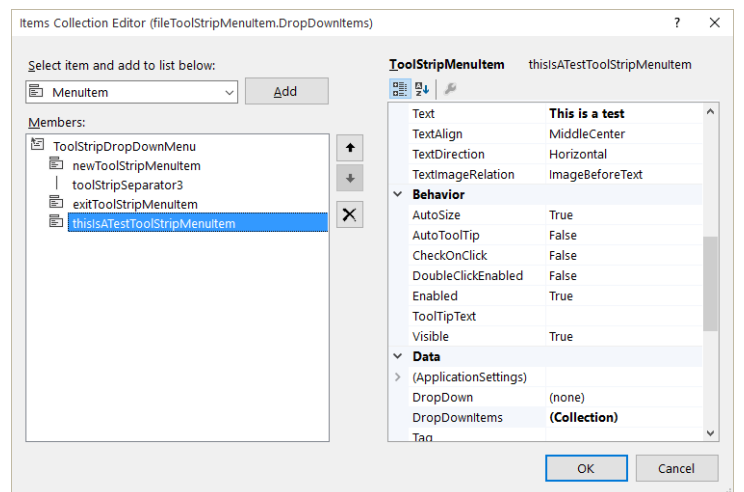 Items Collection Editor (fileToolStripMenuItem.DropDownItems)
?
Select item and add to list below:
MenuItem
Add
Members:
ToolStripDropDownMenu
newToolStripMenuItem
toolStripSeparator3
exitToolStripMenuItem
thisIsATestToolStripMenuItem
ToolStripMenuItem thisIsATestToolStripMenuItem
Text This is a test
TextAlign MiddleCenter
TextDirection Horizontal
TextImageRelation ImageBeforeText
Behavior
AutoSize True
AutoToolTip False
CheckOnClick False
DoubleClickEnabled False
Enabled True
ToolTipText
Visible True
Data
(ApplicationSettings)
DropDown (none)
DropDownItems (Collection)
Tag
OK Cancel